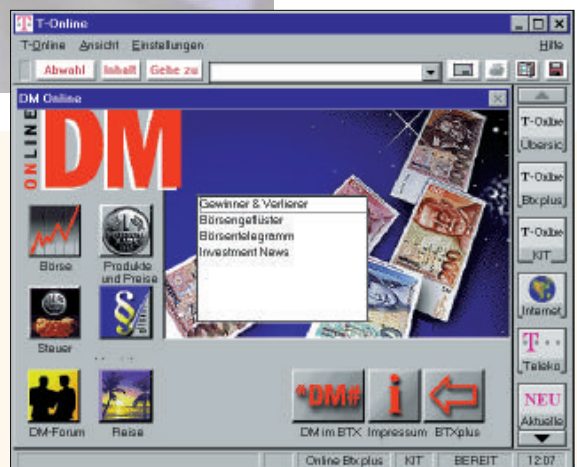 T-Online
T-Online Ansicht Einstellungen Hilfe
Abwahl Inhalt Gehe zu
DM Online
ONLINE
DM
Gewinner & Verlierer
Börsengeflüster
Börsentelegramm
Investment News
Börse
Produkte
und Preise
§
Steuer
DM-Forum
Reise
*DM#
i
DM im BTX Impressum BTXplus
T-Online
Übersic
T-Online
Btx plus
T-Online
KIT
Internet
T
Teleko
NEU
Aktuelle
Online Btx plus KIT BEREIT 12:07